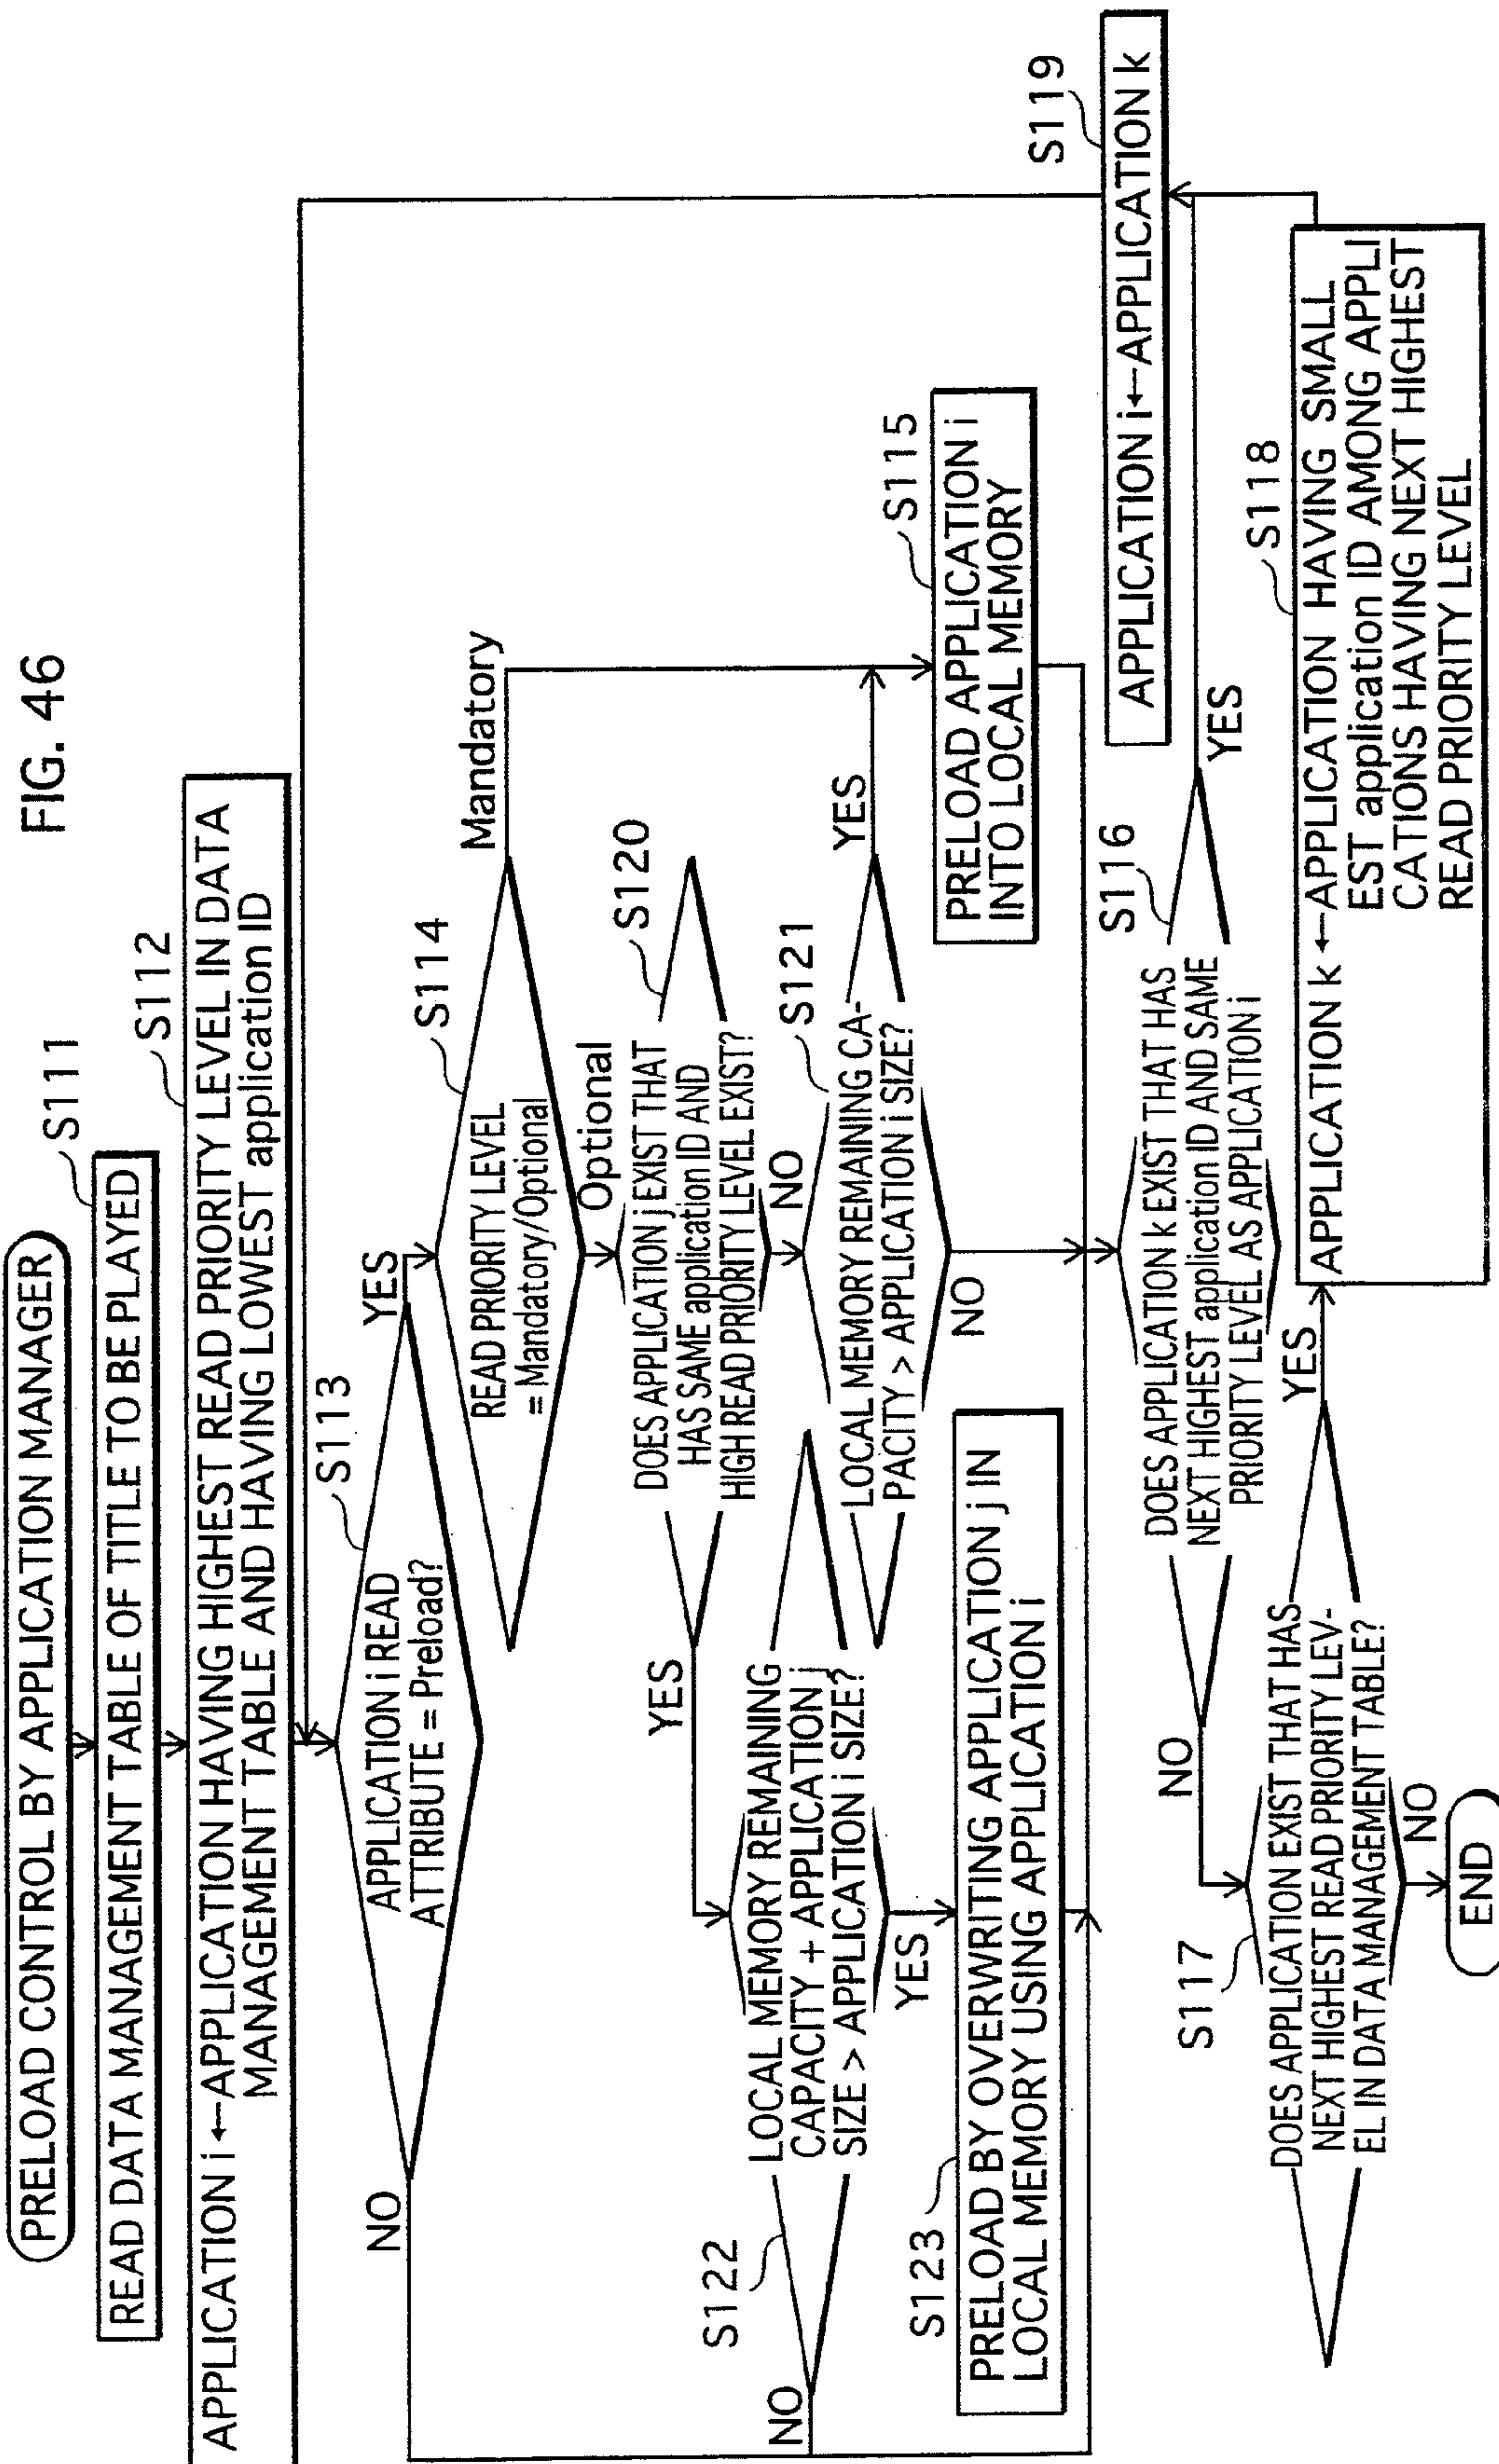 FIG. 46
PRELOAD CONTROL BY APPLICATION MANAGER
S111
READ DATA MANAGEMENT TABLE OF TITLE TO BE PLAYED
S112
APPLICATION i ←APPLICATION HAVING HIGHEST READ PRIORITY LEVEL IN DATA
MANAGEMENT TABLE AND HAVING LOWEST application ID
S113
APPLICATION i READ
ATTRIBUTE = Preload?
NO
YES
S114
READ PRIORITY LEVEL
= Mandatory/Optional
Mandatory
Optional
S120
DOES APPLICATION j EXIST THAT
HAS SAME application ID AND
HIGH READ PRIORITY LEVEL EXIST?
YES
NO
S122
LOCAL MEMORY REMAINING
CAPACITY + APPLICATION j
SIZE > APPLICATION i SIZE?
NO
YES
S121
LOCAL MEMORY REMAINING CA-
PACITY > APPLICATION i SIZE?
YES
NO
S123
PRELOAD BY OVERWRITING APPLICATION j IN
LOCAL MEMORY USING APPLICATION i
S115
PRELOAD APPLICATION i
INTO LOCAL MEMORY
S116
DOES APPLICATION k EXIST THAT HAS
NEXT HIGHEST application ID AND SAME
PRIORITY LEVEL AS APPLICATION i
NO
YES
S119
APPLICATION i←APPLICATION k
S117
DOES APPLICATION EXIST THAT HAS
NEXT HIGHEST READ PRIORITY LEV-
EL IN DATA MANAGEMENT TABLE?
YES
NO
S118
APPLICATION k ←APPLICATION HAVING SMALL
EST application ID AMONG APPLI
CATIONS HAVING NEXT HIGHEST
READ PRIORITY LEVEL
END